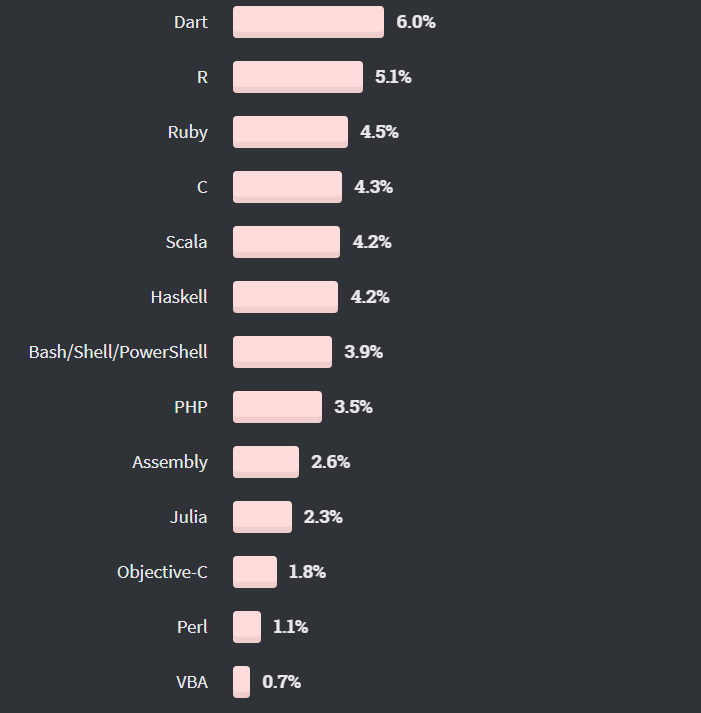 Dart 6.0%
R 5.1%
Ruby 4.5%
C 4.3%
Scala 4.2%
Haskell 4.2%
Bash/Shell/PowerShell 3.9%
PHP 3.5%
Assembly 2.6%
Julia 2.3%
Objective-C 1.8%
Perl 1.1%
VBA 0.7%